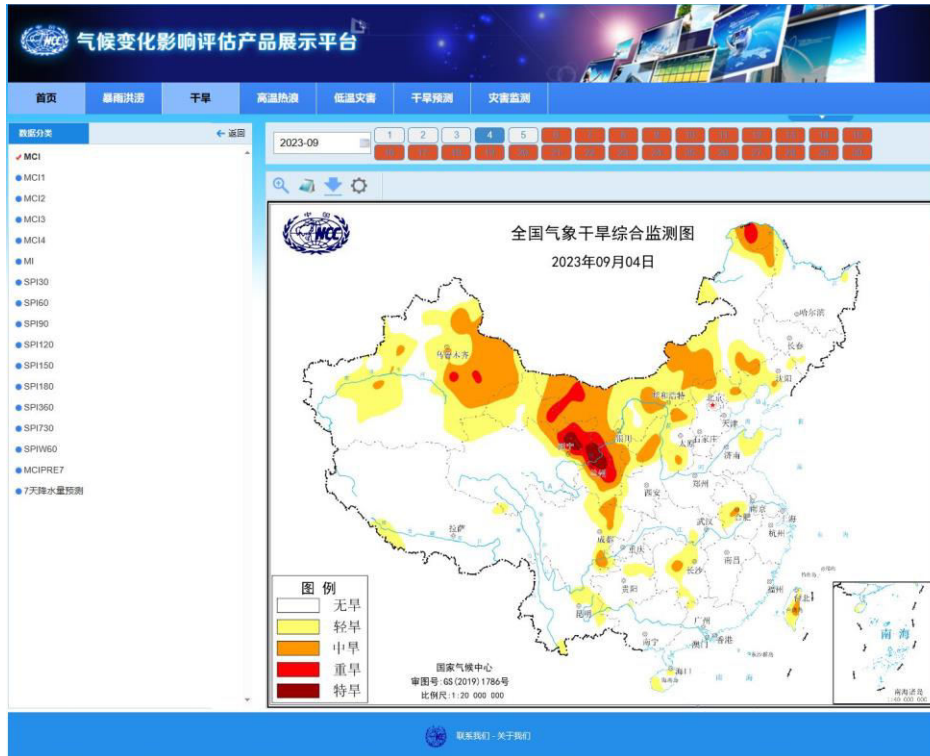 NCC
气候变化影响评估产品展示平台
首页 暴雨洪涝 干旱 高温热浪 低温灾害 干旱预测 灾害监测
数据分类 返回
2023-09 1 2 3 4 5
MCI
MCI1
MCI2
MCI3
MCI4
MI
SPI30
SPI60
SPI90
SPI120
SPI150
SPI180
SPI360
SPI730
SPIW60
MCIPRE7
7天降水量预测
中国
NCC
全国气象干旱综合监测图
2023年09月04日
哈尔滨
长春
乌鲁木齐
沈阳
呼和浩特
北京
天津
银川
石家庄
太原
西宁
济南
兰州
郑州
西安
南京
合肥
上海
拉萨
成都
武汉
杭州
重庆
南昌
长沙
贵阳
福州
台北
昆明
广州
南宁
澳门
香港
海口
南海
图例
无旱
轻旱
中旱
重旱
特旱
国家气候中心
审图号:GS(2019)1786号
比例尺:1:20 000 000
南海
南海诸岛
1:40 000 000
联系我们 - 关于我们